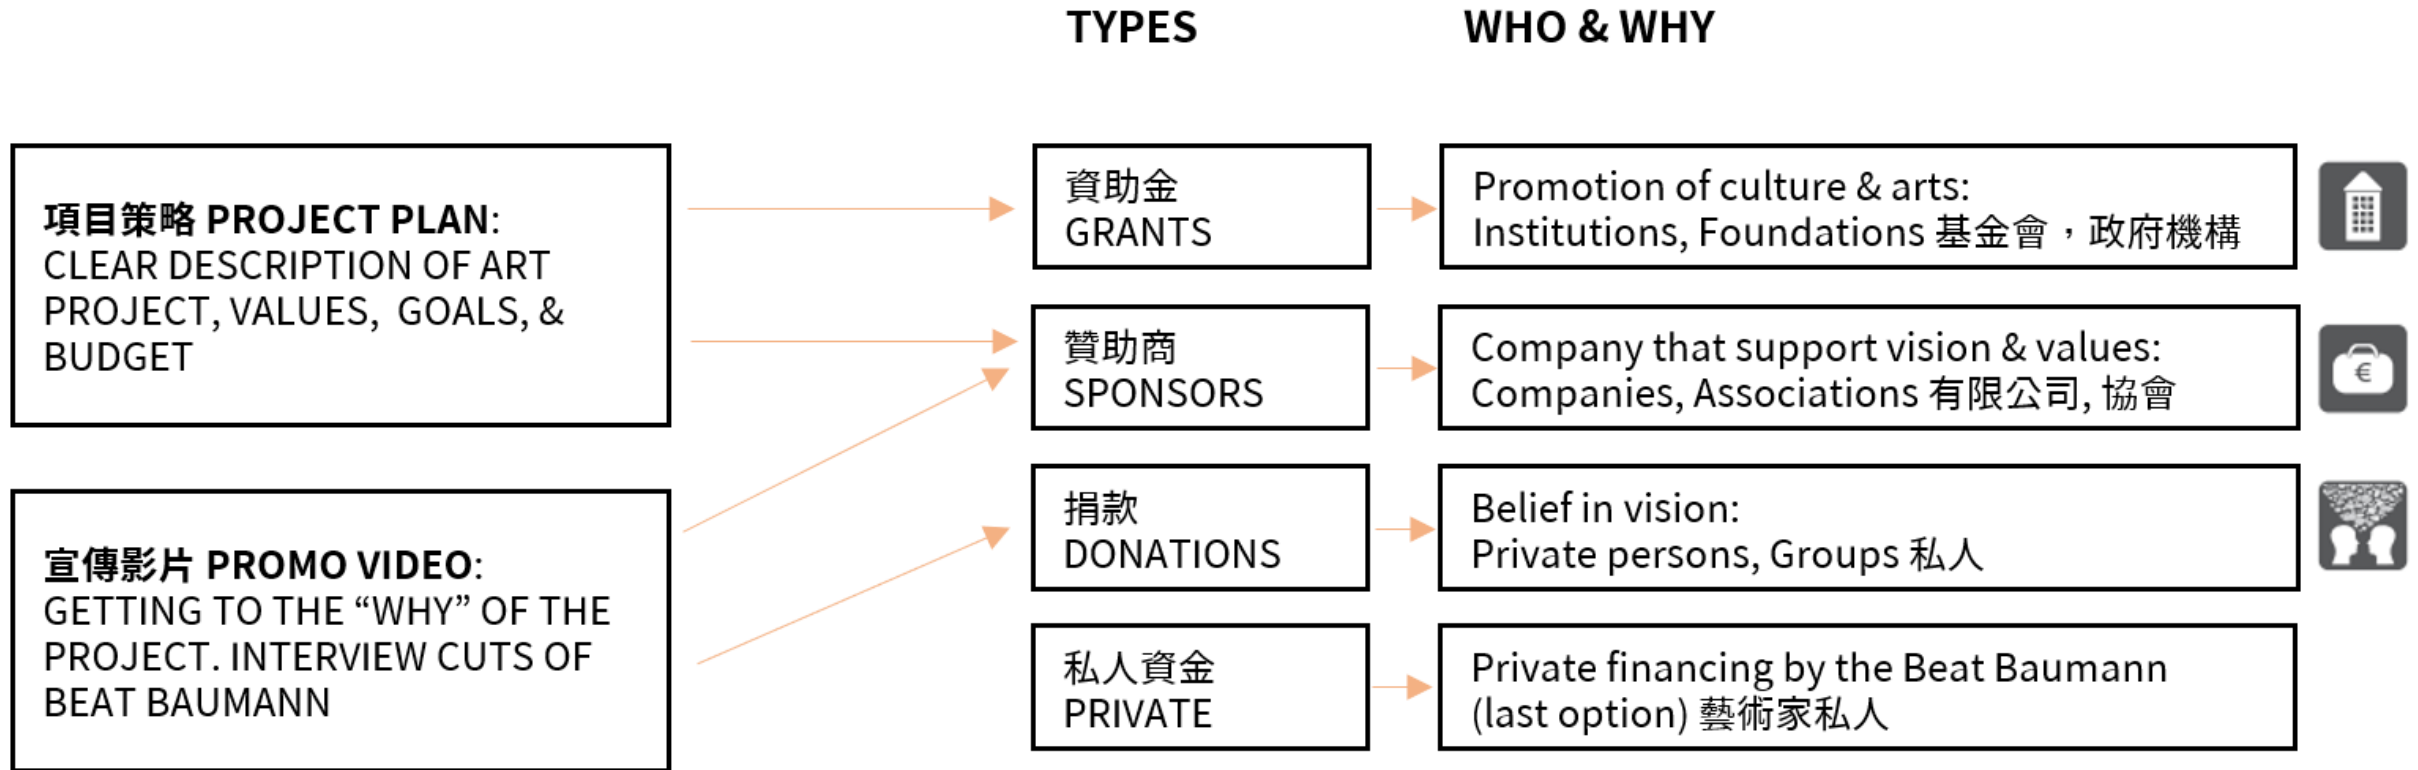 TYPES
WHO & WHY
項目策略 PROJECT PLAN:
CLEAR DESCRIPTION OF ART
PROJECT, VALUES, GOALS, &
BUDGET
宣傳影片 PROMO VIDEO:
GETTING TO THE “WHY” OF THE
PROJECT. INTERVIEW CUTS OF
BEAT BAUMANN
資助金
GRANTS
Promotion of culture & arts:
Institutions, Foundations 基金會，政府機構
贊助商
SPONSORS
Company that support vision & values:
Companies, Associations 有限公司, 協會
捐款
DONATIONS
Belief in vision:
Private persons, Groups 私人
私人資金
PRIVATE
Private financing by the Beat Baumann
(last option) 藝術家私人
€